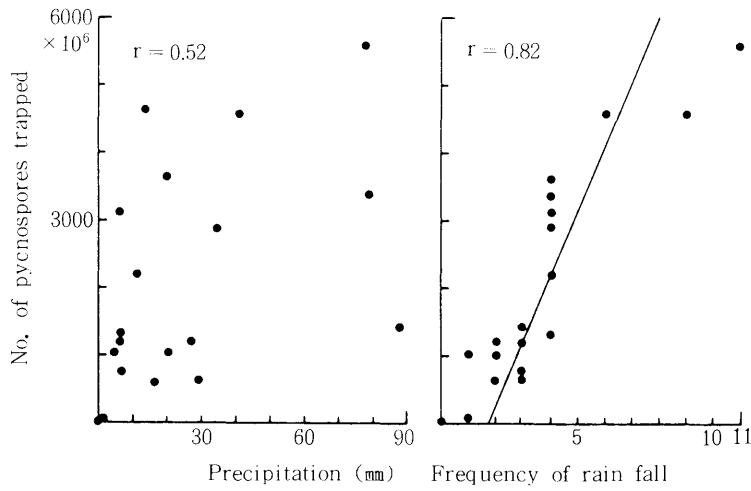 6000
× 10⁶
r = 0.52
r = 0.82
No. of pycnospores trapped
3000
30
60
90
5
10
11
Precipitation (mm)
Frequency of rain fall